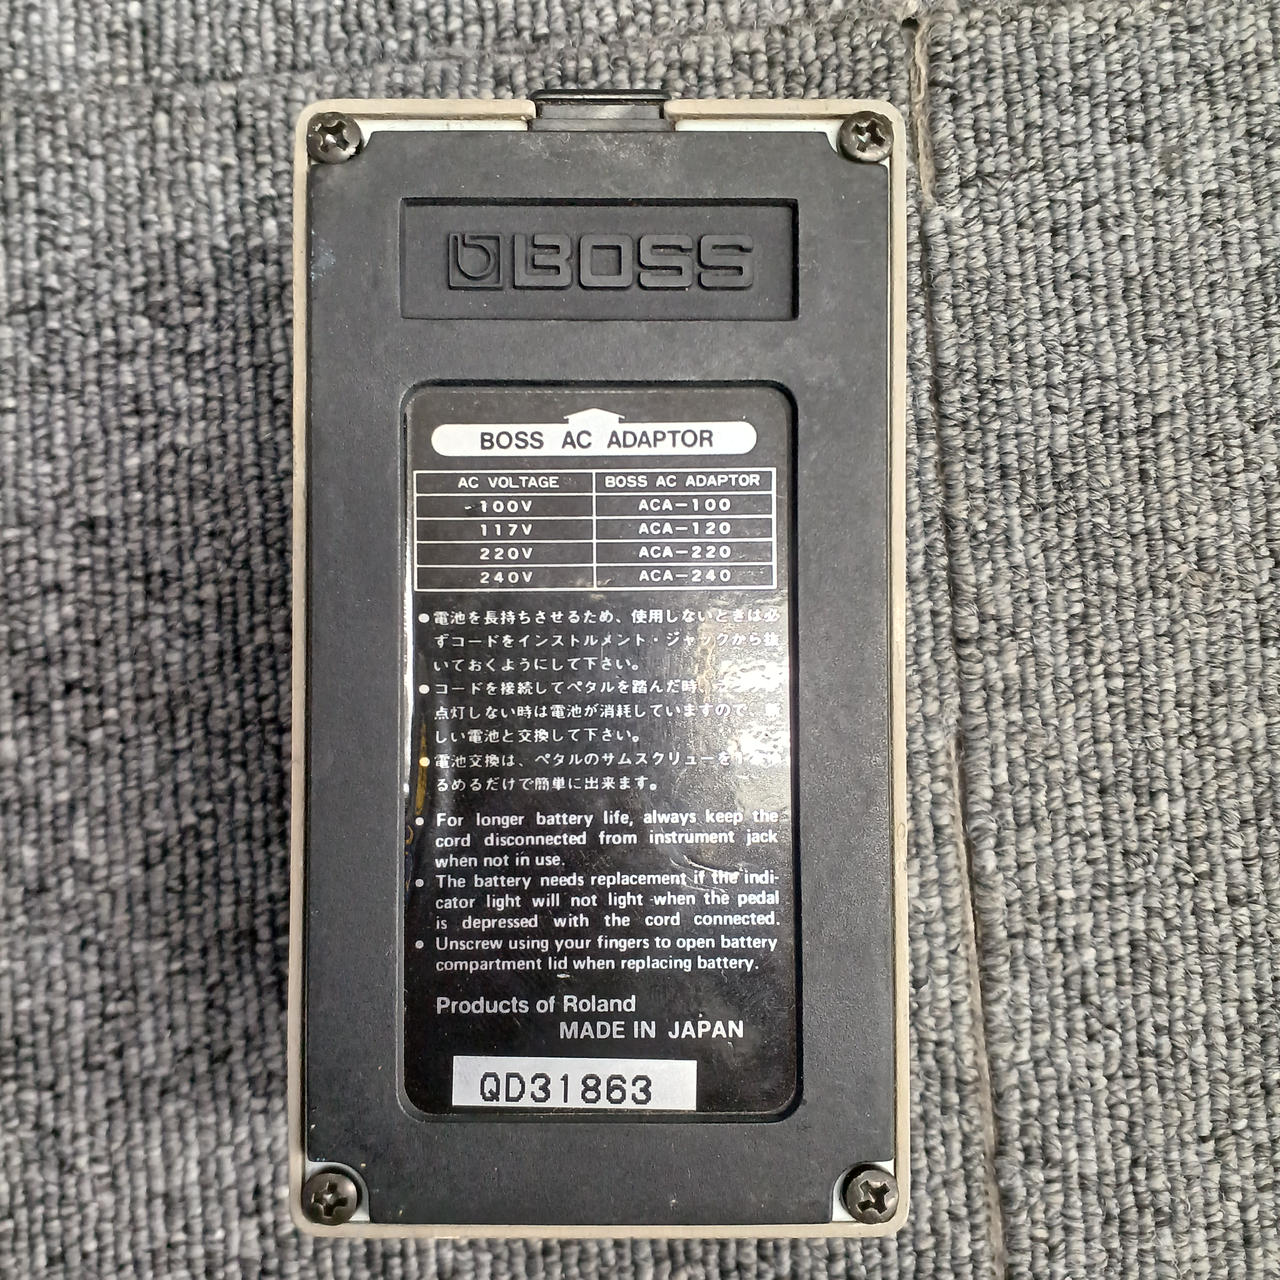 BOSS
BOSS AC ADAPTOR
AC VOLTAGE BOSS AC ADAPTOR
100V ACA-100
117V ACA-120
220V ACA-220
240V ACA-240
●電池を長持ちさせるため、使用しないときは必
ずコードをインストルメント・ジャックから抜
いておくようにして下さい。
●コードを接続してペダルを踏んだ時
点灯しない時は電池が消耗していますので、新
しい電池と交換して下さい。
●電池交換は、ペダルのサムスクリューを
るめるだけで簡単に出来ます。
● For longer battery life, always keep the
cord disconnected from instrument jack
when not in use.
● The battery needs replacement if the indi-
cator light will not light when the pedal
is depressed with the cord connected.
● Unscrew using your fingers to open battery
compartment lid when replacing battery.
Products of Roland
MADE IN JAPAN
QD31863